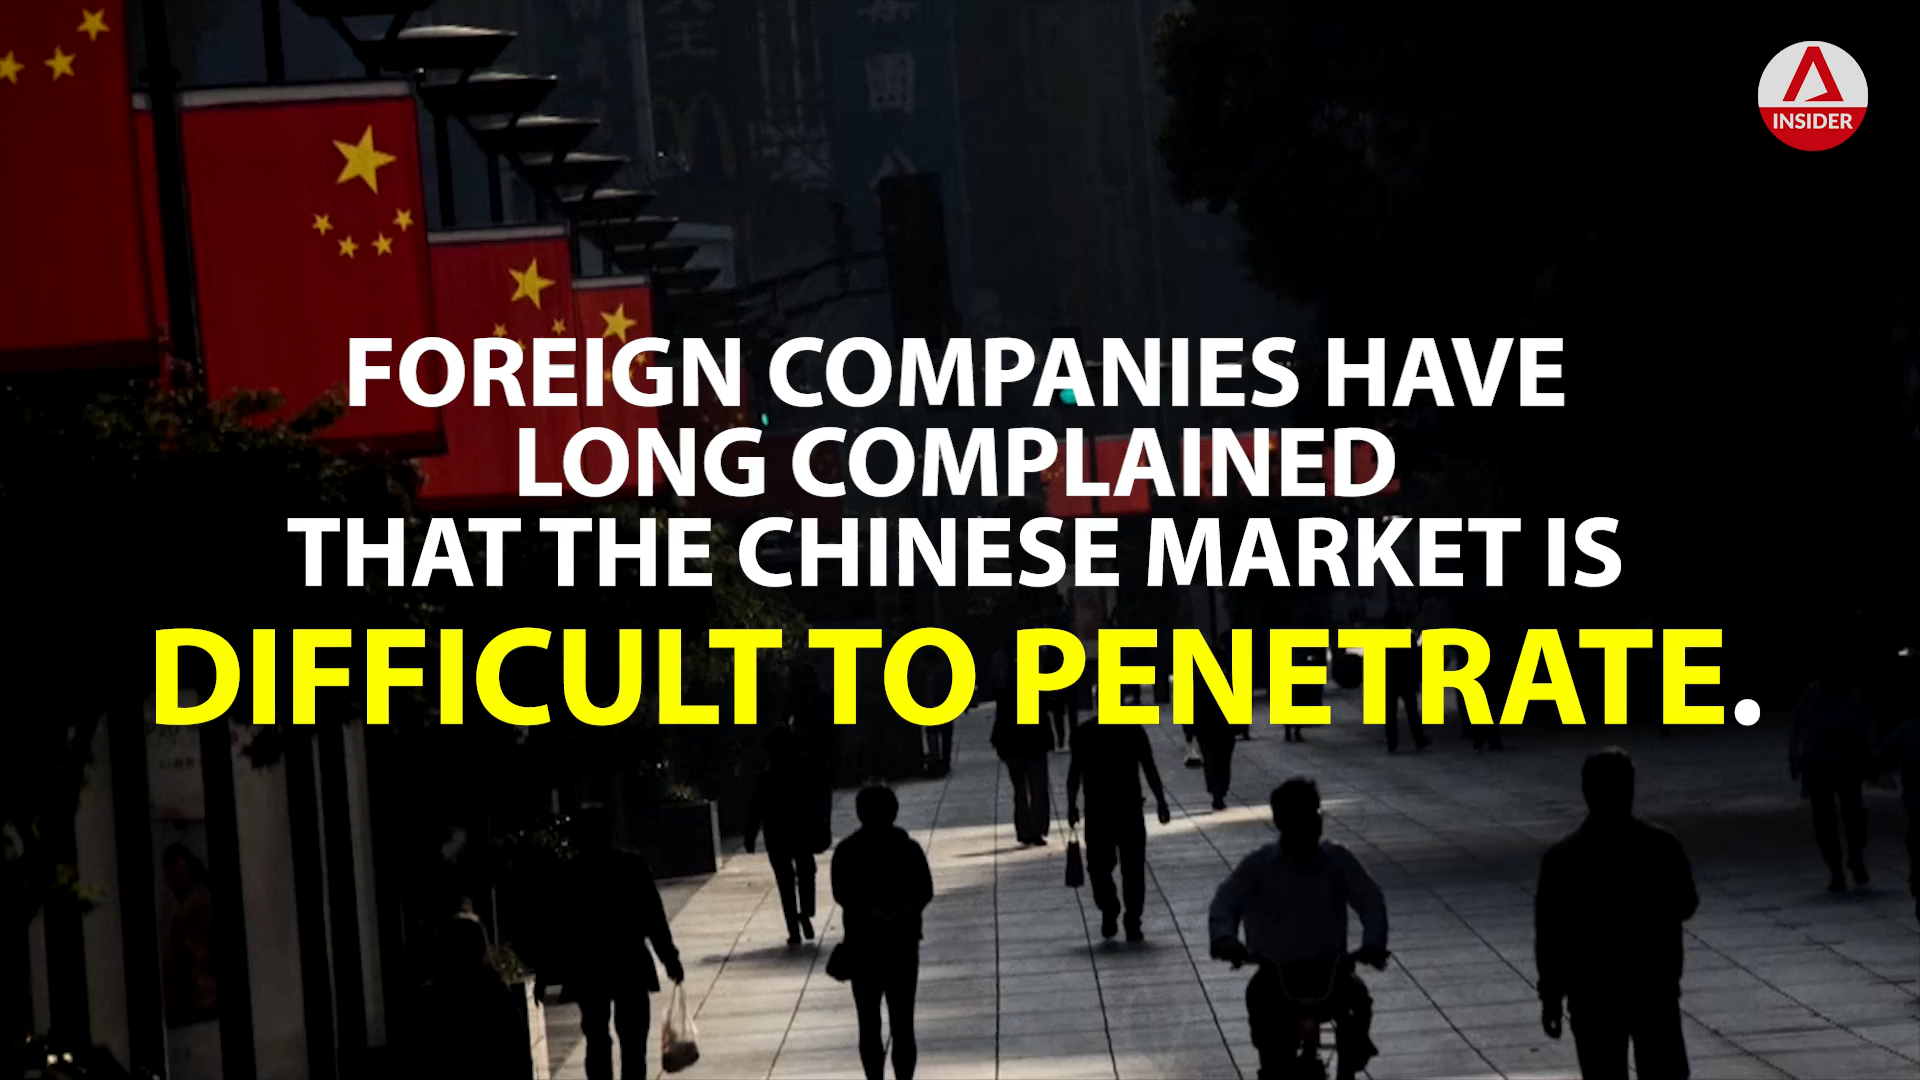 INSIDER
FOREIGN COMPANIES HAVE
LONG COMPLAINED
THAT THE CHINESE MARKET IS
DIFFICULT TO PENETRATE.